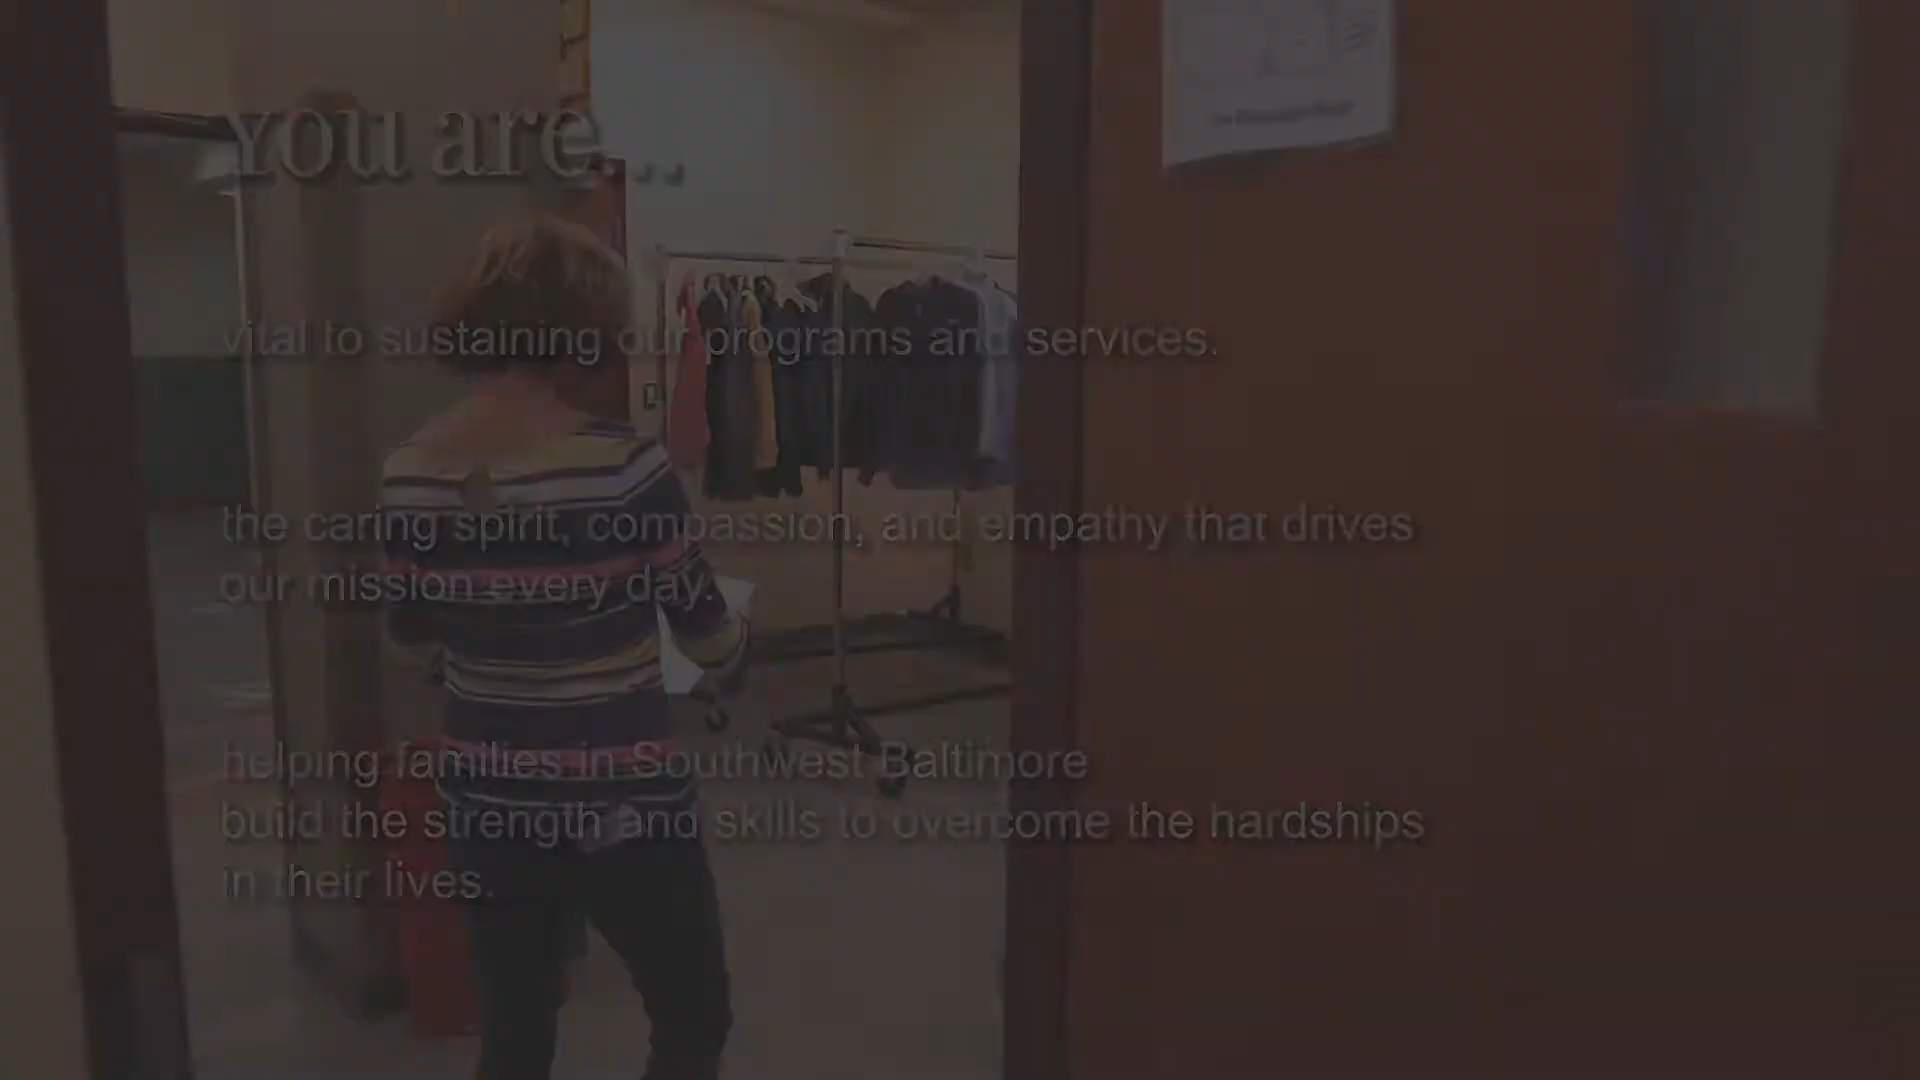 You are...
vital to sustaining our programs and services.
the caring spirit, compassion, and empathy that drives
our mission every day.
helping families in Southwest Baltimore
build the strength and skills to overcome the hardships
in their lives.